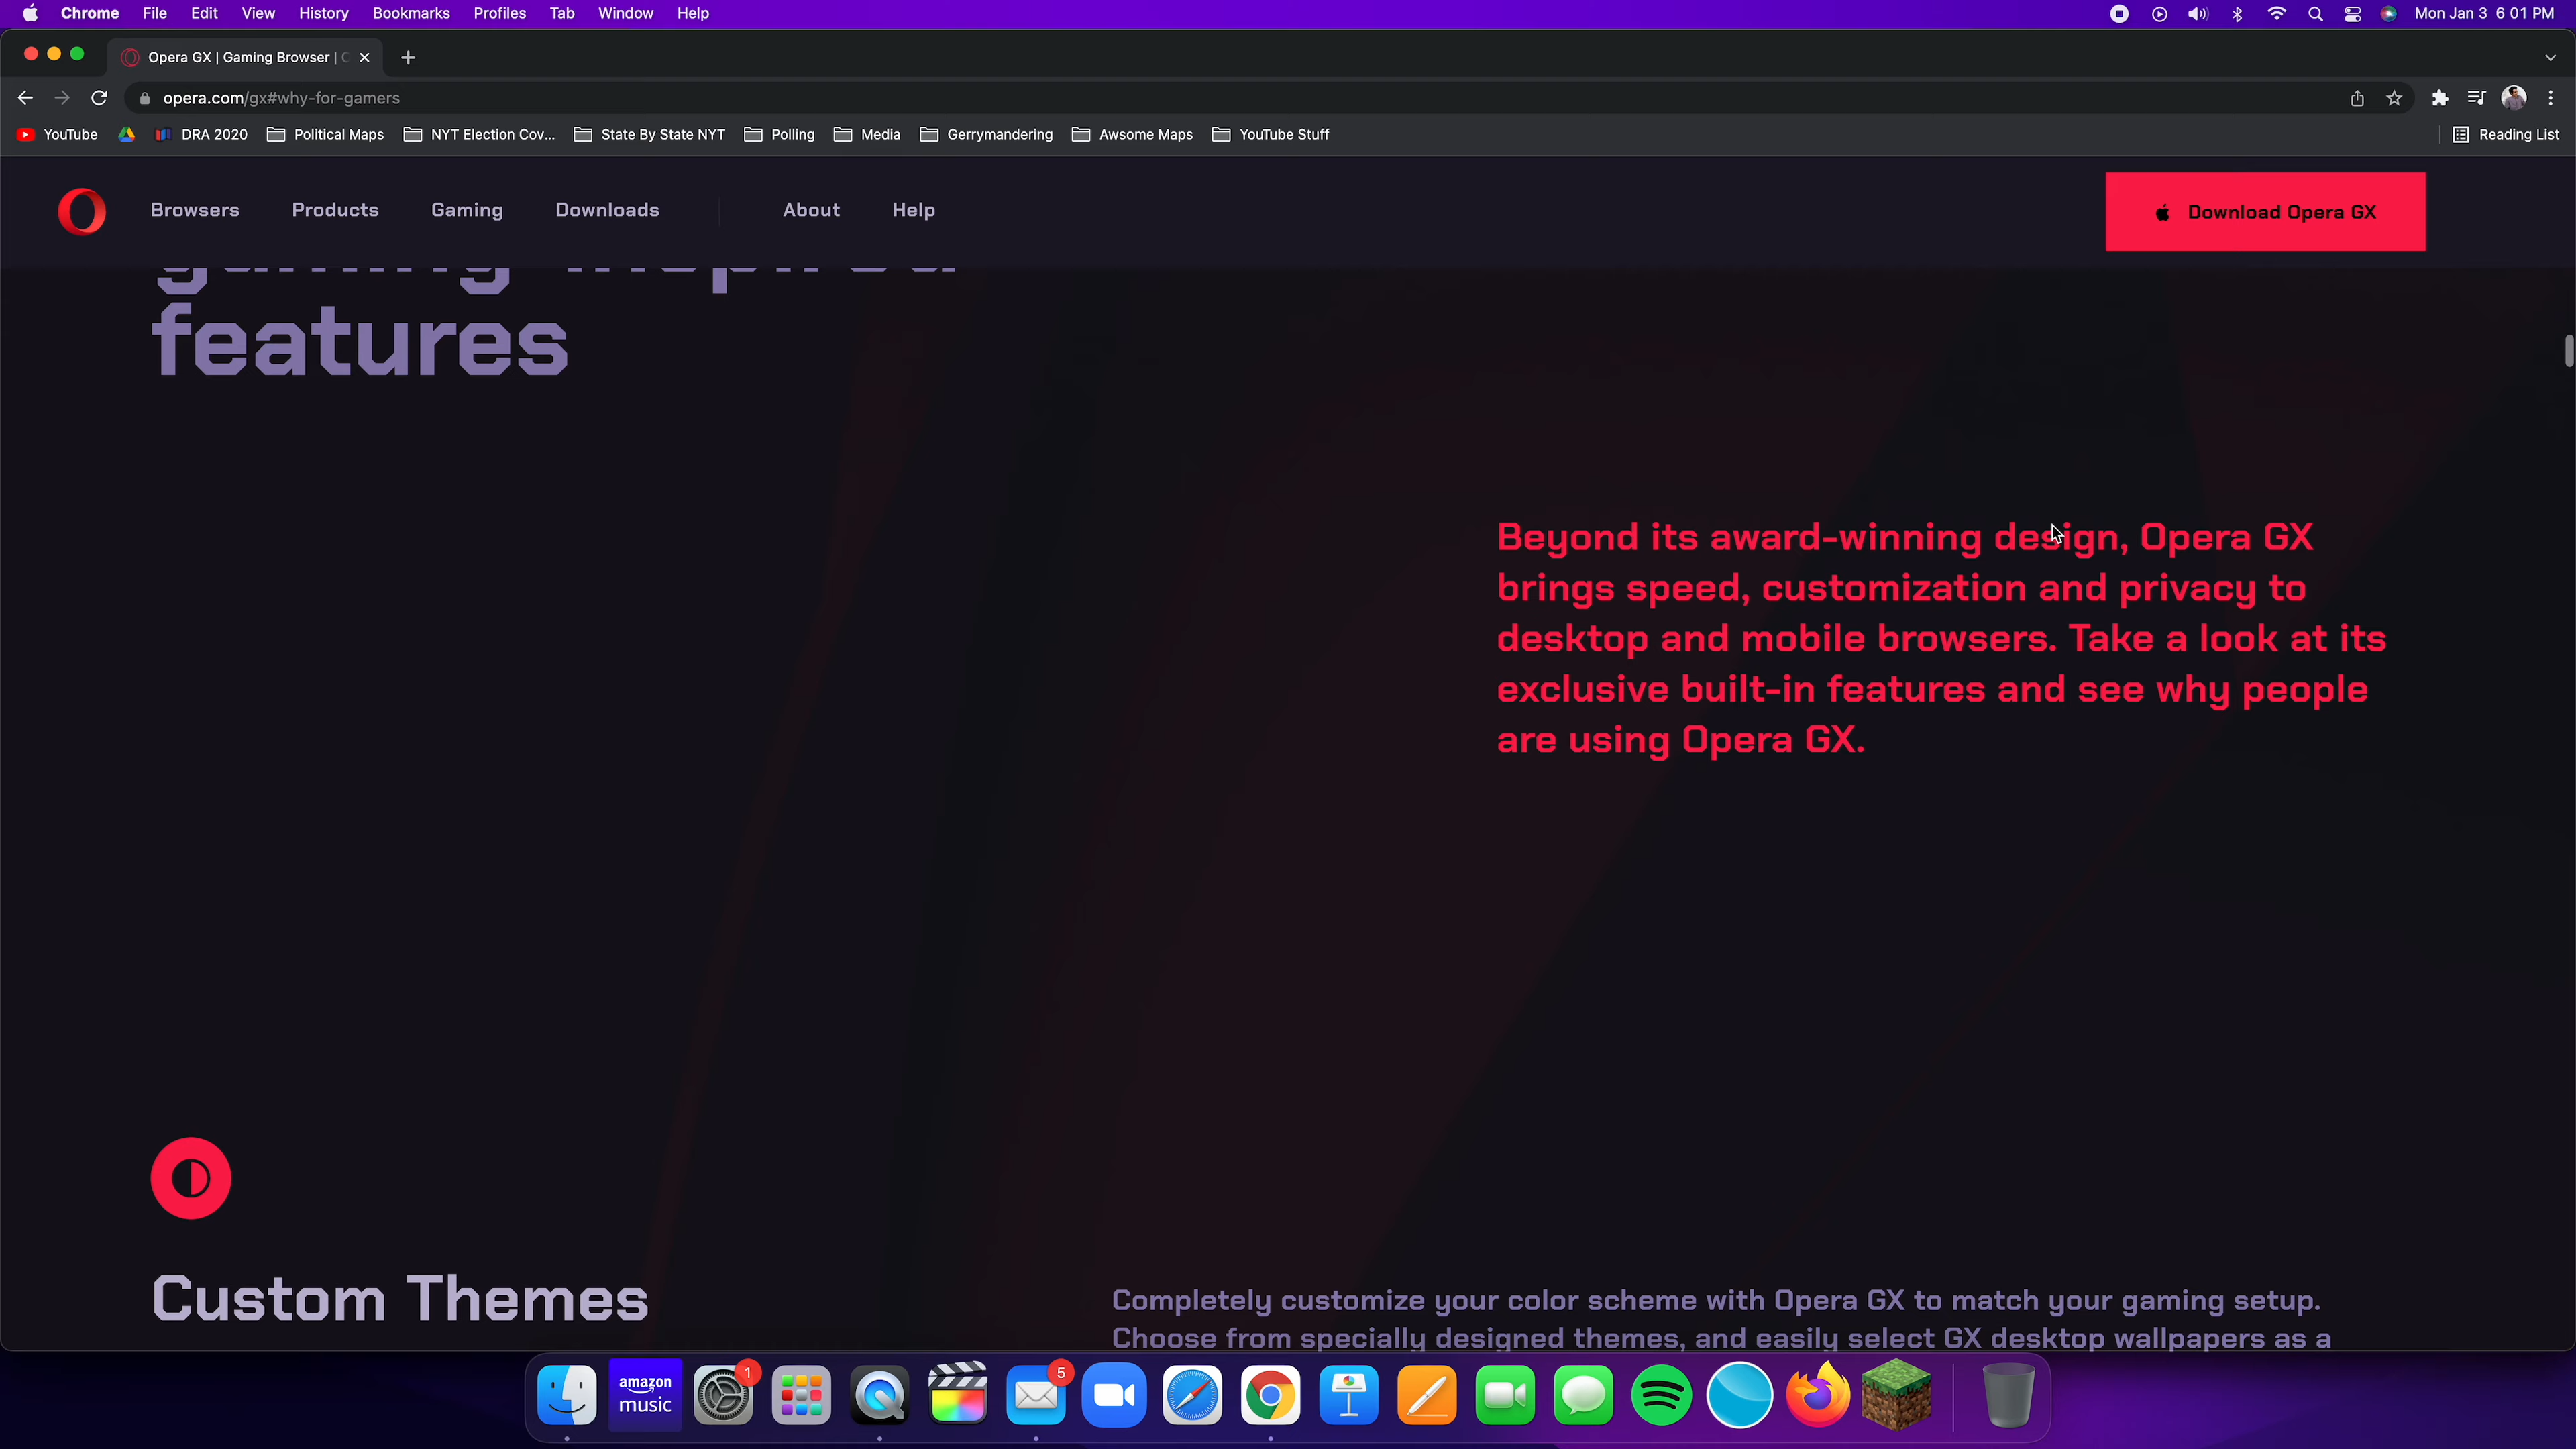 Chrome File Edit View History Bookmarks Profiles Tab Window Help Mon Jan 3 6 01 PM
Opera GX | Gaming Browser |
opera.com/gx#why-for-gamers
YouTube DRA 2020 Political Maps NYT Election Cov... State By State NYT Polling Media Gerrymandering Awsome Maps YouTube Stuff Reading List
Browsers Products Gaming Downloads About Help Download Opera GX
gaming-inspired
features
Beyond its award-winning design, Opera GX
brings speed, customization and privacy to
desktop and mobile browsers. Take a look at its
exclusive built-in features and see why people
are using Opera GX.
Custom Themes
Completely customize your color scheme with Opera GX to match your gaming setup.
Choose from specially designed themes, and easily select GX desktop wallpapers as a
amazon
music
1
5